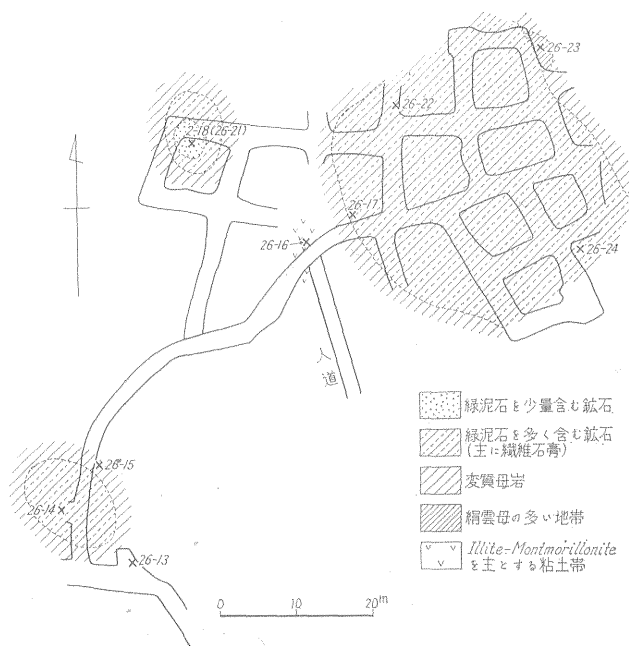 26-23
26-22
2-18(26-21)
26-17
26-16
26-24
人
道
26-15
26-14
26-13
緑泥石を少量含む鉱石
緑泥石を多く含む鉱石
(主に繊維石膏)
変質母岩
絹雲母の多い地帯
Illite-Montmorillonite
を主とする粘土帯
0 10 20m